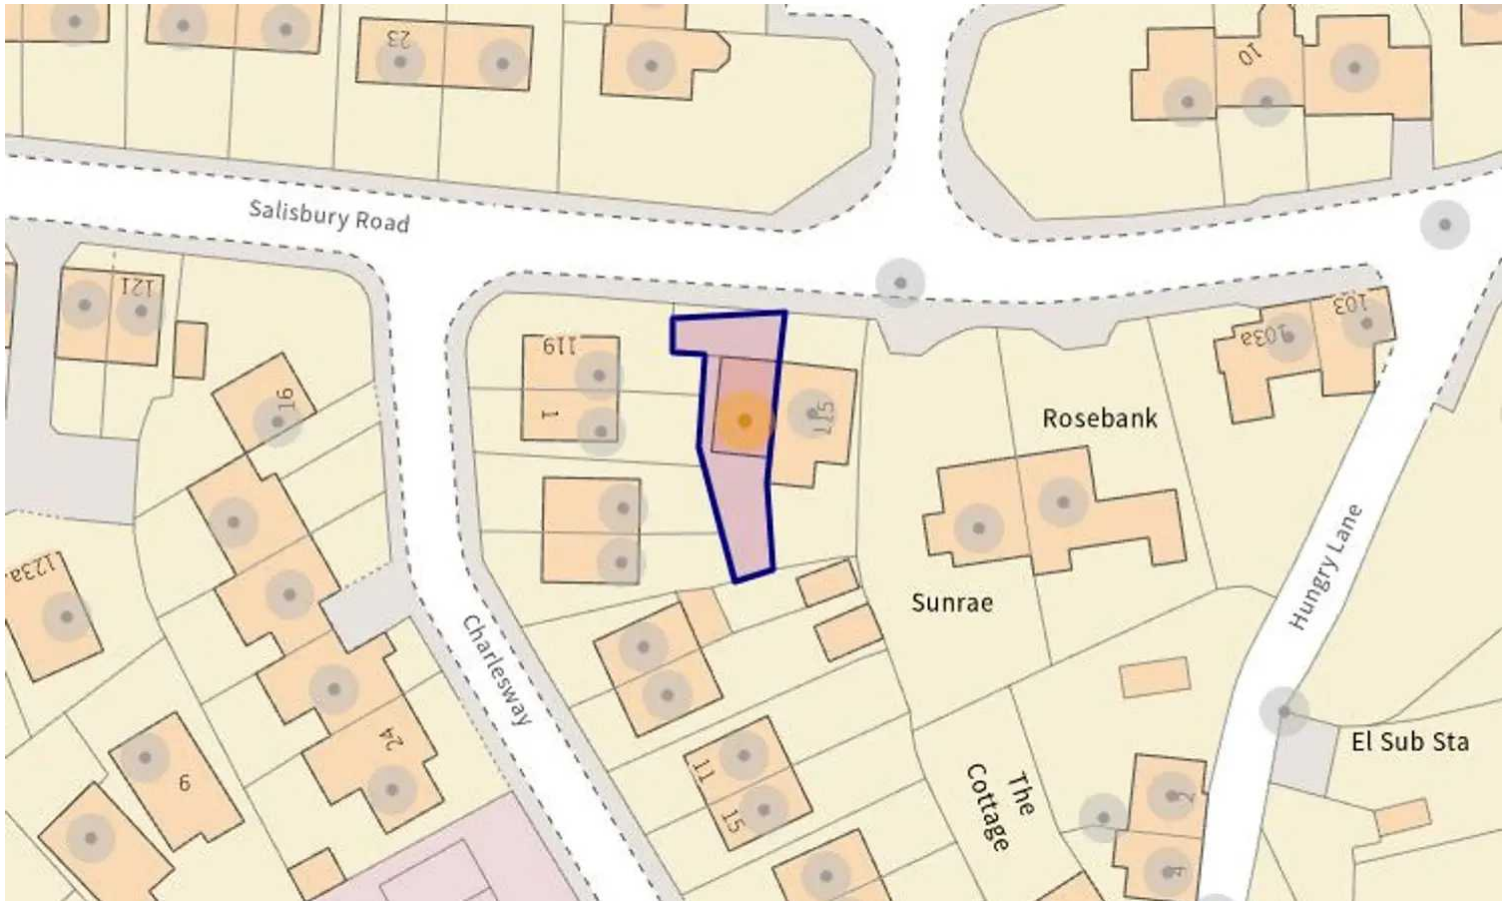 23
10
Salisbury Road
121
103
103a
119
16
1
115
Rosebank
Hungry Lane
123a
Sunrae
Charlesway
24
El Sub Sta
11
The
Cottage
9
2
15
4